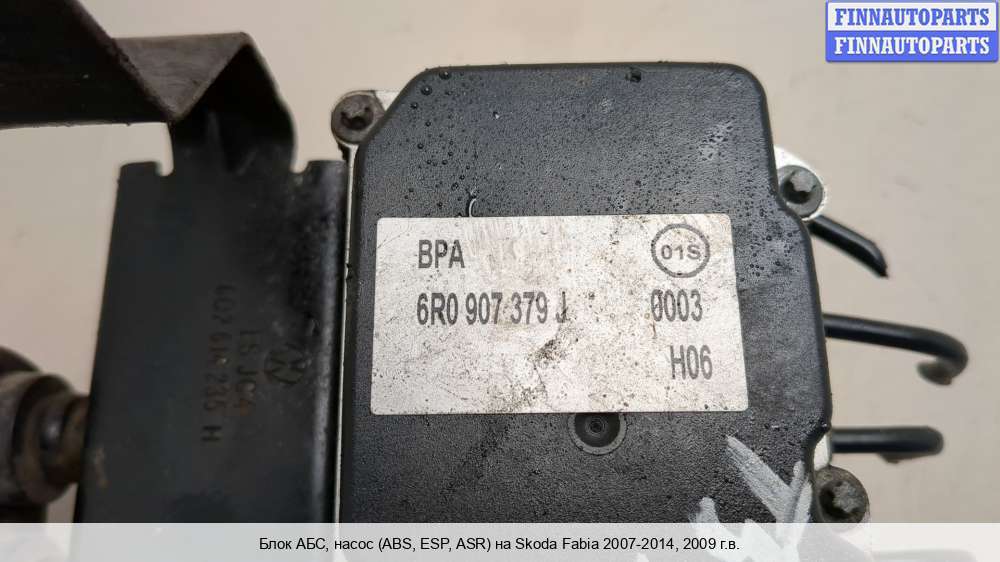 FINNAUTOPARTS
FINNAUTOPARTS
BPA
01S
6R0 907 379 J
0003
H06
Блок АБС, насос (ABS, ESP, ASR) на Skoda Fabia 2007-2014, 2009 г.в.